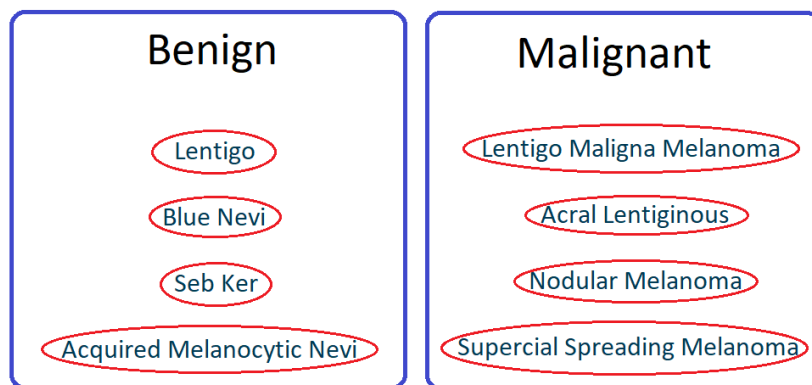 Benign
Lentigo
Blue Nevi
Seb Ker
Acquired Melanocytic Nevi
Malignant
Lentigo Maligna Melanoma
Acral Lentiginous
Nodular Melanoma
Supercial Spreading Melanoma